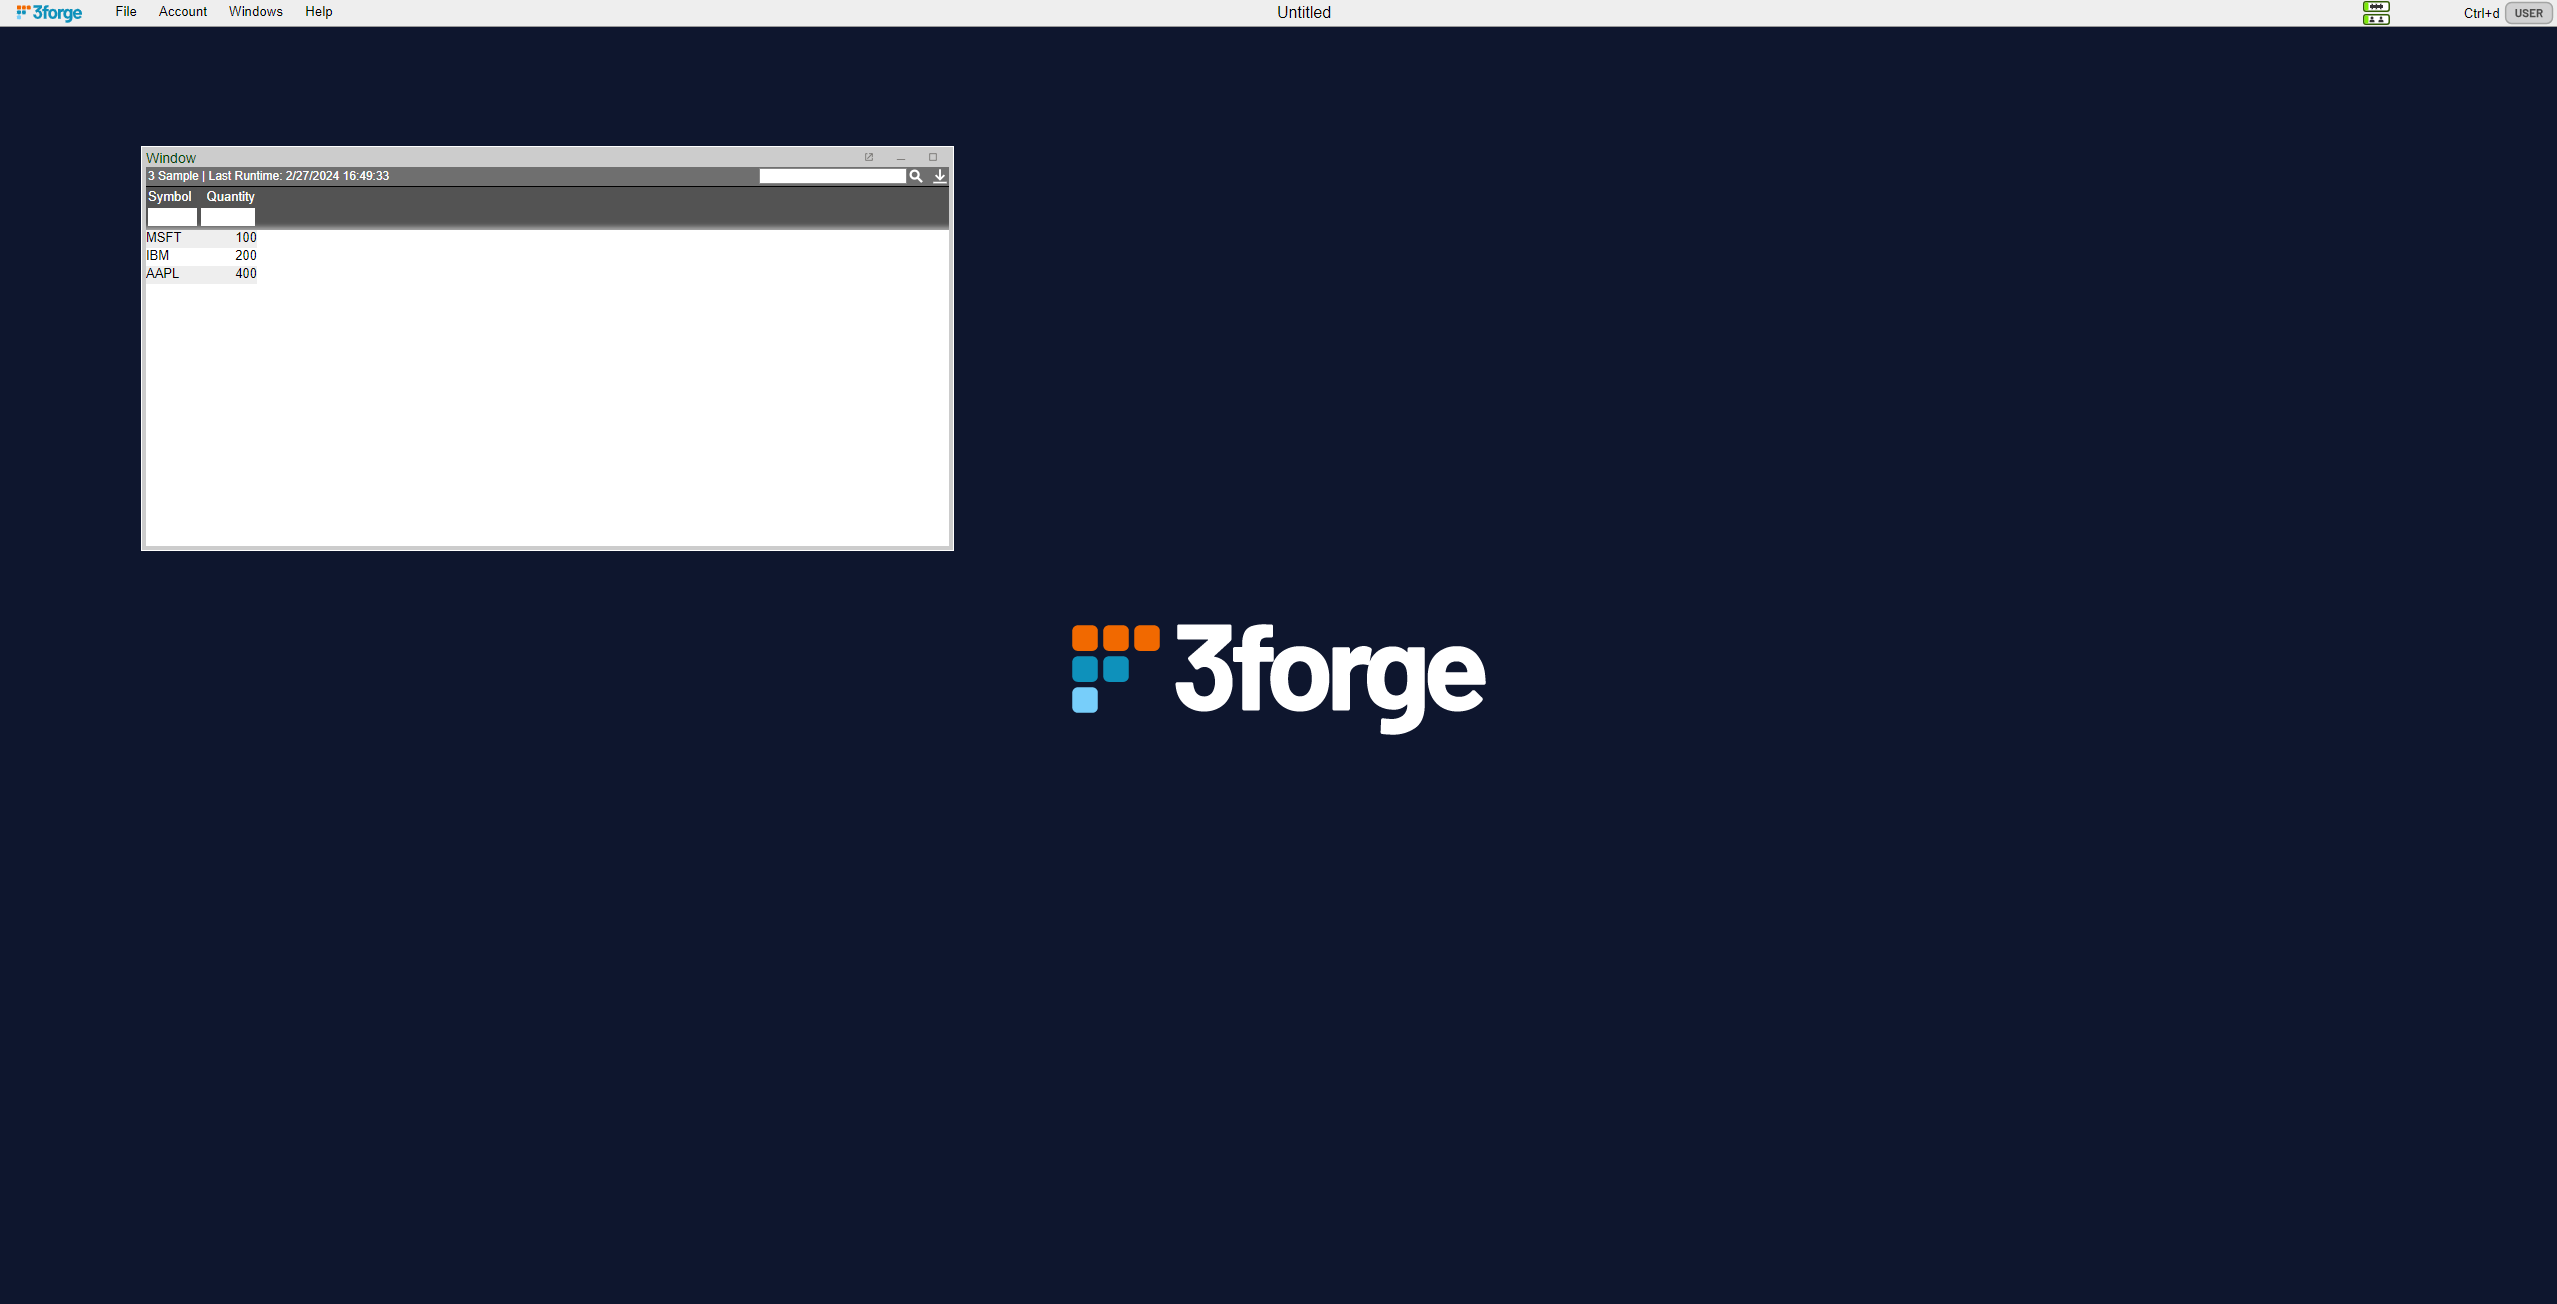 3forge File Account Windows Help Untitled Ctrl+d USER
Window
3 Sample | Last Runtime: 2/27/2024 16:49:33
Symbol Quantity
MSFT 100
IBM 200
AAPL 400
3forge